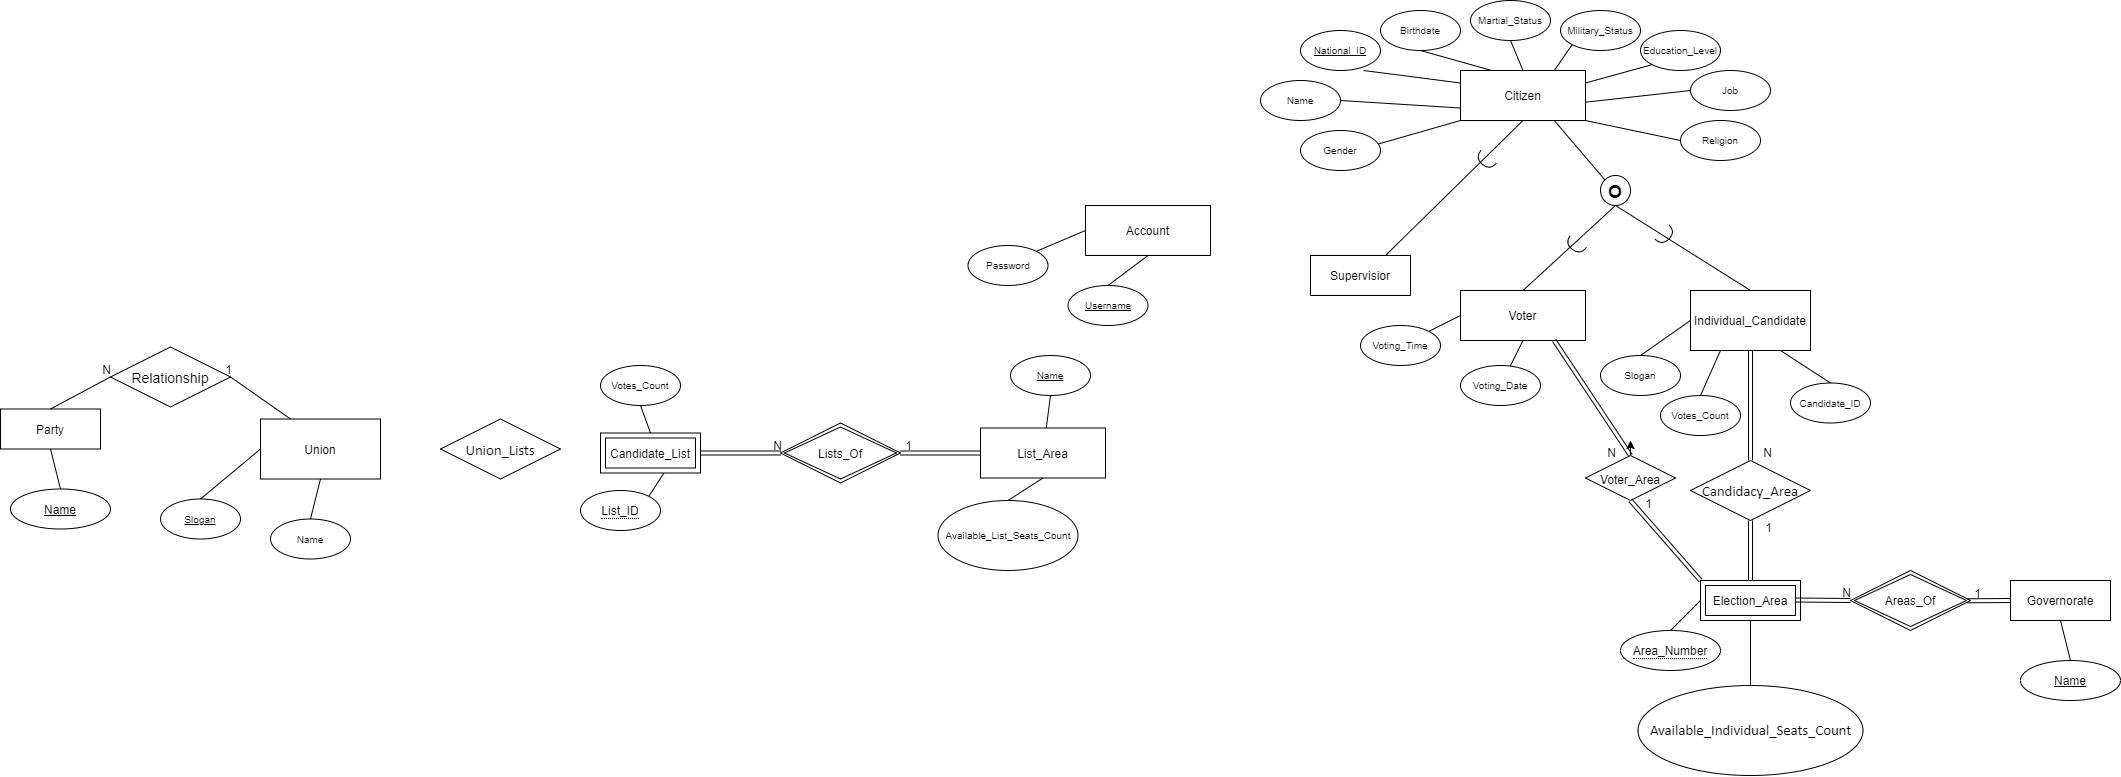 Martial_Status
Birthdate
Military_Status
National_ID
Education_Level
Job
Citizen
Name
Religion
Gender
O
Account
Password
Supervisior
Username
Voter
Individual_Candidate
Voting_Time
Slogan
Voting_Date
Candidate_ID
Votes_Count
N
Relationship
1
Party
Union
Name
Slogan
Name
Union_Lists
Votes_Count
Name
Candidate_List
N
Lists_Of
1
List_Area
List_ID
Available_List_Seats_Count
N
N
Voter_Area
Candidacy_Area
1
1
Election_Area
N
Areas_Of
1
Governorate
Area_Number
Name
Available_Individual_Seats_Count